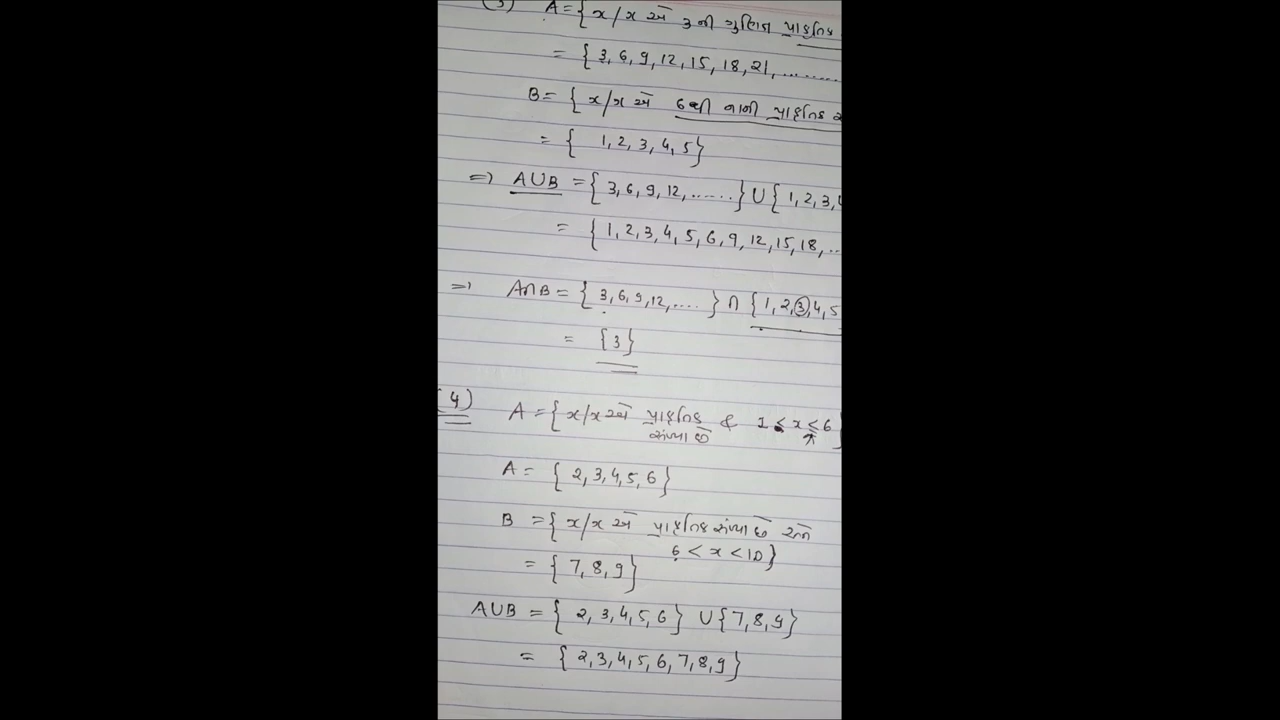 (3) A = { x/x એ 3 ની ગુણિત પ્રાકૃતિક
= { 3, 6, 9, 12, 15, 18, 21, ..........
B = { x/x એ 6 થી નાની પ્રાકૃતિક
= { 1, 2, 3, 4, 5 }
=> A∪B = { 3, 6, 9, 12, ....... } ∪ { 1, 2, 3, 4
= { 1, 2, 3, 4, 5, 6, 9, 12, 15, 18, ..
=> A∩B = { 3, 6, 9, 12, ..... } ∩ { 1, 2, 3, 4, 5
= { 3 }
(4) A = { x/x એ પ્રાકૃતિક & 1 < x ≤ 6 }
સંખ્યા છે
A = { 2, 3, 4, 5, 6 }
B = { x/x એ પ્રાકૃતિક સંખ્યા છે અને
6 < x < 10 }
= { 7, 8, 9 }
A∪B = { 2, 3, 4, 5, 6 } ∪ { 7, 8, 9 }
= { 2, 3, 4, 5, 6, 7, 8, 9 }